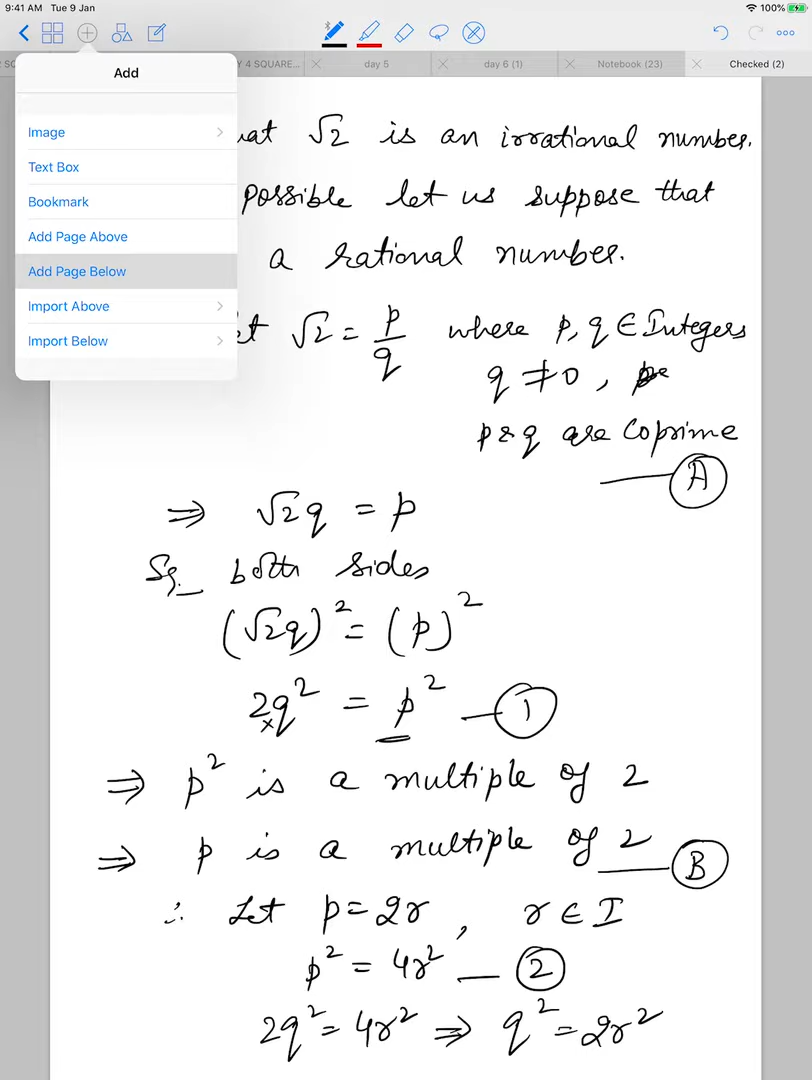 9:41 AM Tue 9 Jan 100%
Y 4 SQUARE... day 5 day 6 (1) Notebook (23) Checked (2)
Add
Image
Text Box
Bookmark
Add Page Above
Add Page Below
Import Above
Import Below
√2 is an irrational number.
possible let us suppose that
a rational number.
√2 = p/q where p, q ∈ Integers
q ≠ 0,
p & q are Coprime
A
⇒ √2q = p
Sq. both sides
(√2q)² = (p)²
2q² = p² — 1
⇒ p² is a multiple of 2
⇒ p is a multiple of 2 — B
∴ Let p = 2r, r ∈ I
p² = 4r² — 2
2q² = 4r² ⇒ q² = 2r²